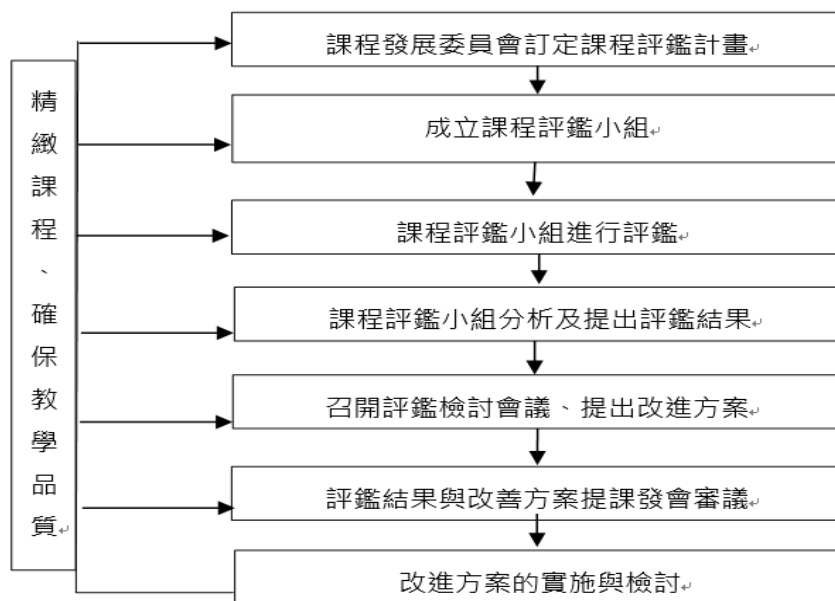 精緻課程、確保教學品質
課程發展委員會訂定課程評鑑計畫
成立課程評鑑小組
課程評鑑小組進行評鑑
課程評鑑小組分析及提出評鑑結果
召開評鑑檢討會議、提出改進方案
評鑑結果與改善方案提課發會審議
改進方案的實施與檢討